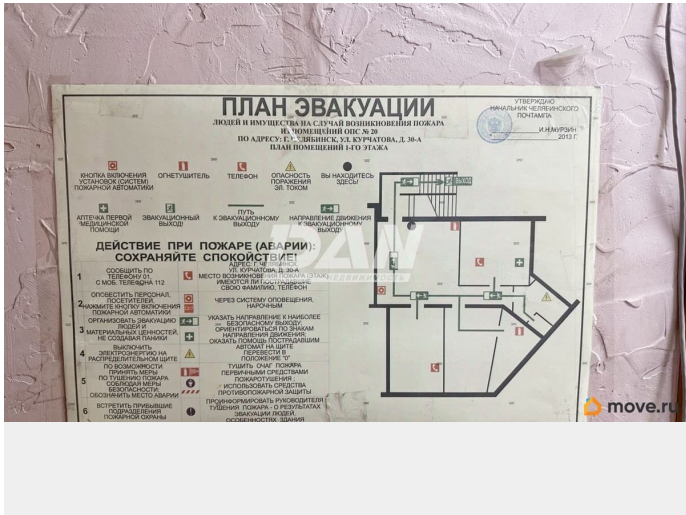 ПЛАН ЭВАКУАЦИИ
ЛЮДЕЙ И ИМУЩЕСТВА НА СЛУЧАЙ ВОЗНИКНОВЕНИЯ ПОЖАРА
ИЗ ПОМЕЩЕНИЙ ОПС № 20
ПО АДРЕСУ: Г. ЧЕЛЯБИНСК, УЛ. КУРЧАТОВА, Д. 30-А
ПЛАН ПОМЕЩЕНИЙ 1-ГО ЭТАЖА
УТВЕРЖДАЮ
НАЧАЛЬНИК ЧЕЛЯБИНСКОГО
ПОЧТАМПА
И.Н.МУРЗИН
2013 Г.
КНОПКА ВКЛЮЧЕНИЯ
УСТАНОВОК (СИСТЕМ)
ПОЖАРНОЙ АВТОМАТИКИ
ОГНЕТУШИТЕЛЬ
ТЕЛЕФОН
ОПАСНОСТЬ
ПОРАЖЕНИЯ
ЭЛ. ТОКОМ
ВЫ НАХОДИТЕСЬ
ЗДЕСЬ!
АПТЕЧКА ПЕРВОЙ
МЕДИЦИНСКОЙ
ПОМОЩИ
ЭВАКУАЦИОННЫЙ
ВЫХОД!
ПУТЬ
К ЭВАКУАЦИОННОМУ
ВЫХОДУ
НАПРАВЛЕНИЕ ДВИЖЕНИЯ
К ЭВАКУАЦИОННОМУ
ВЫХОДУ
ВЫХОД
DAN
НЕДВИЖИМОСТЬ
ДЕЙСТВИЕ ПРИ ПОЖАРЕ (АВАРИИ):
СОХРАНЯЙТЕ СПОКОЙСТВИЕ!
1
СООБЩИТЬ ПО
ТЕЛЕФОНУ 01,
С МОБ. ТЕЛЕФОНА 112
АДРЕС: Г. ЧЕЛЯБИНСК
УЛ. КУРЧАТОВА, Д. 30-А
МЕСТО ВОЗНИКНОВЕНИЯ ПОЖАРА (ЭТАЖ)
ИМЕЮТСЯ ЛИ ПОСТРАДАВШИЕ
СВОЮ ФАМИЛИЮ, ТЕЛЕФОН
2
ОПОВЕСТИТЬ ПЕРСОНАЛ,
ПОСЕТИТЕЛЕЙ.
НАЖМИТЕ КНОПКУ ВКЛЮЧЕНИЯ
ПОЖАРНОЙ АВТОМАТИКИ
ЧЕРЕЗ СИСТЕМУ ОПОВЕЩЕНИЯ,
НАРОЧНЫМ
3
ОРГАНИЗОВАТЬ ЭВАКУАЦИЮ
ЛЮДЕЙ И
МАТЕРИАЛЬНЫХ ЦЕННОСТЕЙ,
НЕ СОЗДАВАЯ ПАНИКИ
УКАЗАТЬ НАПРАВЛЕНИЕ К НАИБОЛЕЕ
БЕЗОПАСНОМУ ВЫХОДУ;
ОРИЕНТИРОВАТЬСЯ ПО ЗНАКАМ
НАПРАВЛЕНИЯ ДВИЖЕНИЯ;
ОКАЗАТЬ ПОМОЩЬ ПОСТРАДАВШИМ
4
ВЫКЛЮЧИТЬ
ЭЛЕКТРОЭНЕРГИЮ НА
РАСПРЕДЕЛИТЕЛЬНОМ ЩИТЕ
АВТОМАТ НА ЩИТЕ
ПЕРЕВЕСТИ В
ПОЛОЖЕНИЕ "0"
5
ПО ВОЗМОЖНОСТИ
ПРИНЯТЬ МЕРЫ
ПО ТУШЕНИЮ ПОЖАРА
СОБЛЮДАЯ МЕРЫ
БЕЗОПАСНОСТИ.
ОБОЗНАЧИТЬ МЕСТО АВАРИИ
ТУШИТЬ ОЧАГ ПОЖАРА
ПЕРВИЧНЫМИ СРЕДСТВАМИ
ПОЖАРОТУШЕНИЯ ;
ИСПОЛЬЗОВАТЬ СРЕДСТВА
ПРОТИВОПОЖАРНОЙ ЗАЩИТЫ
6
ВСТРЕТИТЬ ПРИБЫВШИЕ
ПОДРАЗДЕЛЕНИЯ
ПОЖАРНОЙ ОХРАНЫ
ПРОИНФОРМИРОВАТЬ РУКОВОДИТЕЛЯ
ТУШЕНИЯ ПОЖАРА - О РЕЗУЛЬТАТАХ
ЭВАКУАЦИИ ЛЮДЕЙ,
ОСОБЕННОСТЯХ ЗДАНИЯ
move.ru